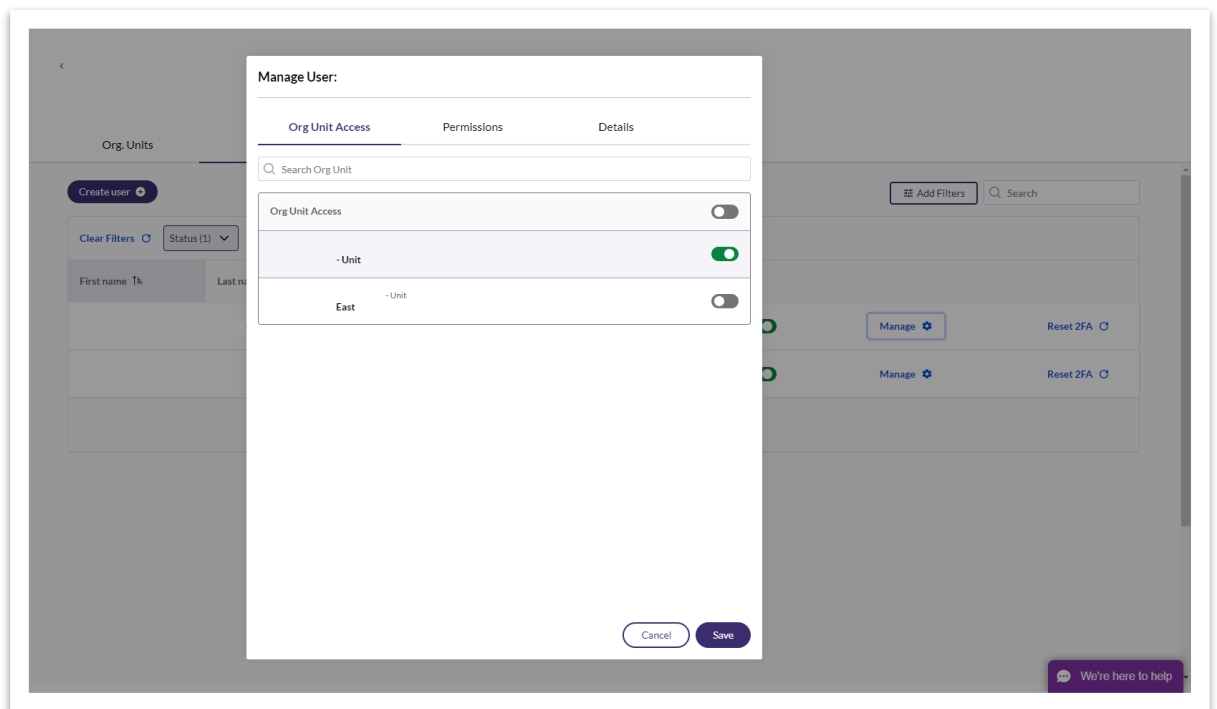 Manage User:
Org Unit Access Permissions Details
Org. Units
Search Org Unit
Create user
Add Filters Search
Org Unit Access
Clear Filters Status (1)
- Unit
First name Last na
- Unit
East
Manage Reset 2FA
Manage Reset 2FA
Cancel Save
We're here to help